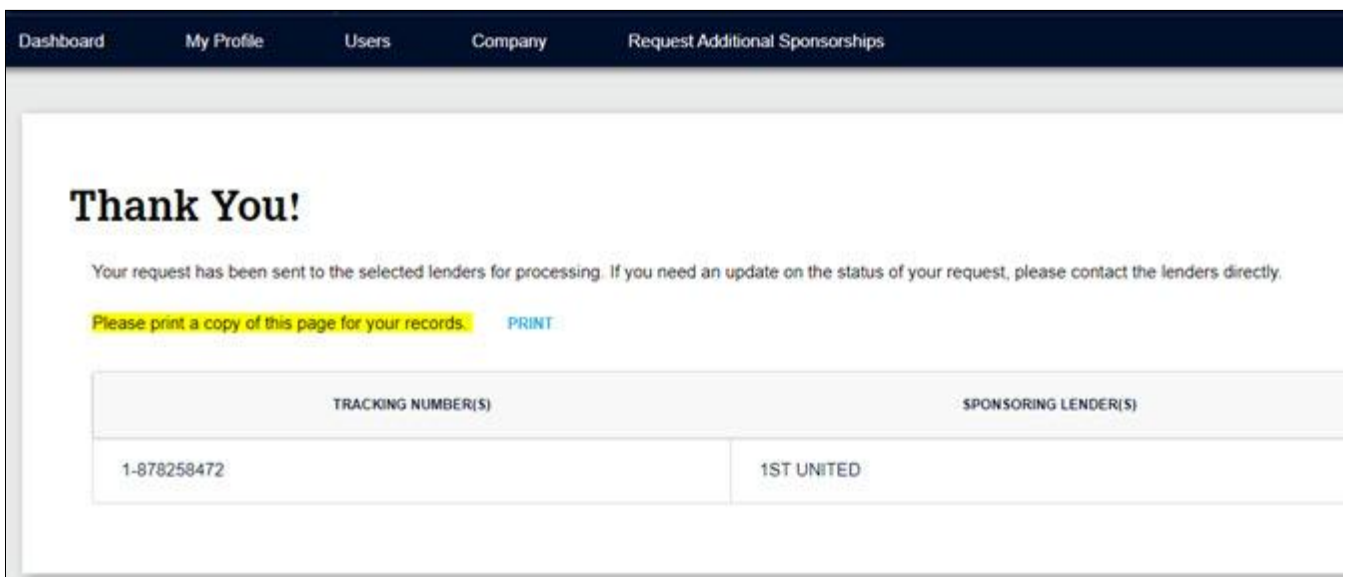 Dashboard My Profile Users Company Request Additional Sponsorships
Thank You!
Your request has been sent to the selected lenders for processing. If you need an update on the status of your request, please contact the lenders directly.
Please print a copy of this page for your records. PRINT
TRACKING NUMBER(S) SPONSORING LENDER(S)
1-878258472 1ST UNITED